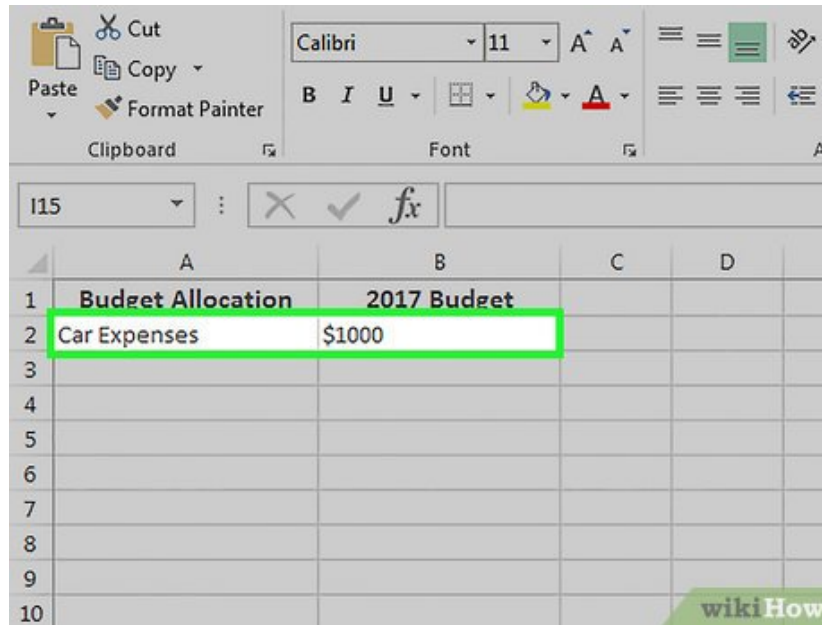 Cut
Copy
Paste
Format Painter
Clipboard
Calibri 11 A A
B I U A
Font
A
I15 fx
A B C D
1 Budget Allocation 2017 Budget
2 Car Expenses $1000
3
4
5
6
7
8
9
10
wikiHow